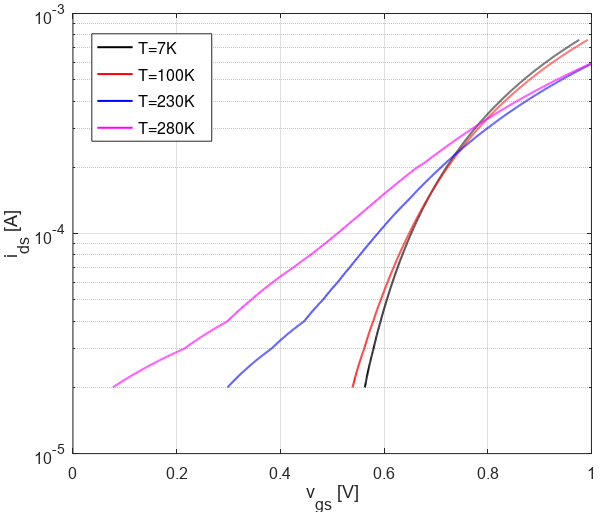 10^-3
T=7K
T=100K
T=230K
T=280K
i_ds [A]
10^-4
10^-5
0 0.2 0.4 0.6 0.8 1
v_gs [V]